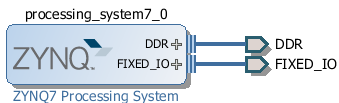 processing_system7_0
DDR
DDR
ZYNQ
FIXED_IO
FIXED_IO
ZYNQ7 Processing System